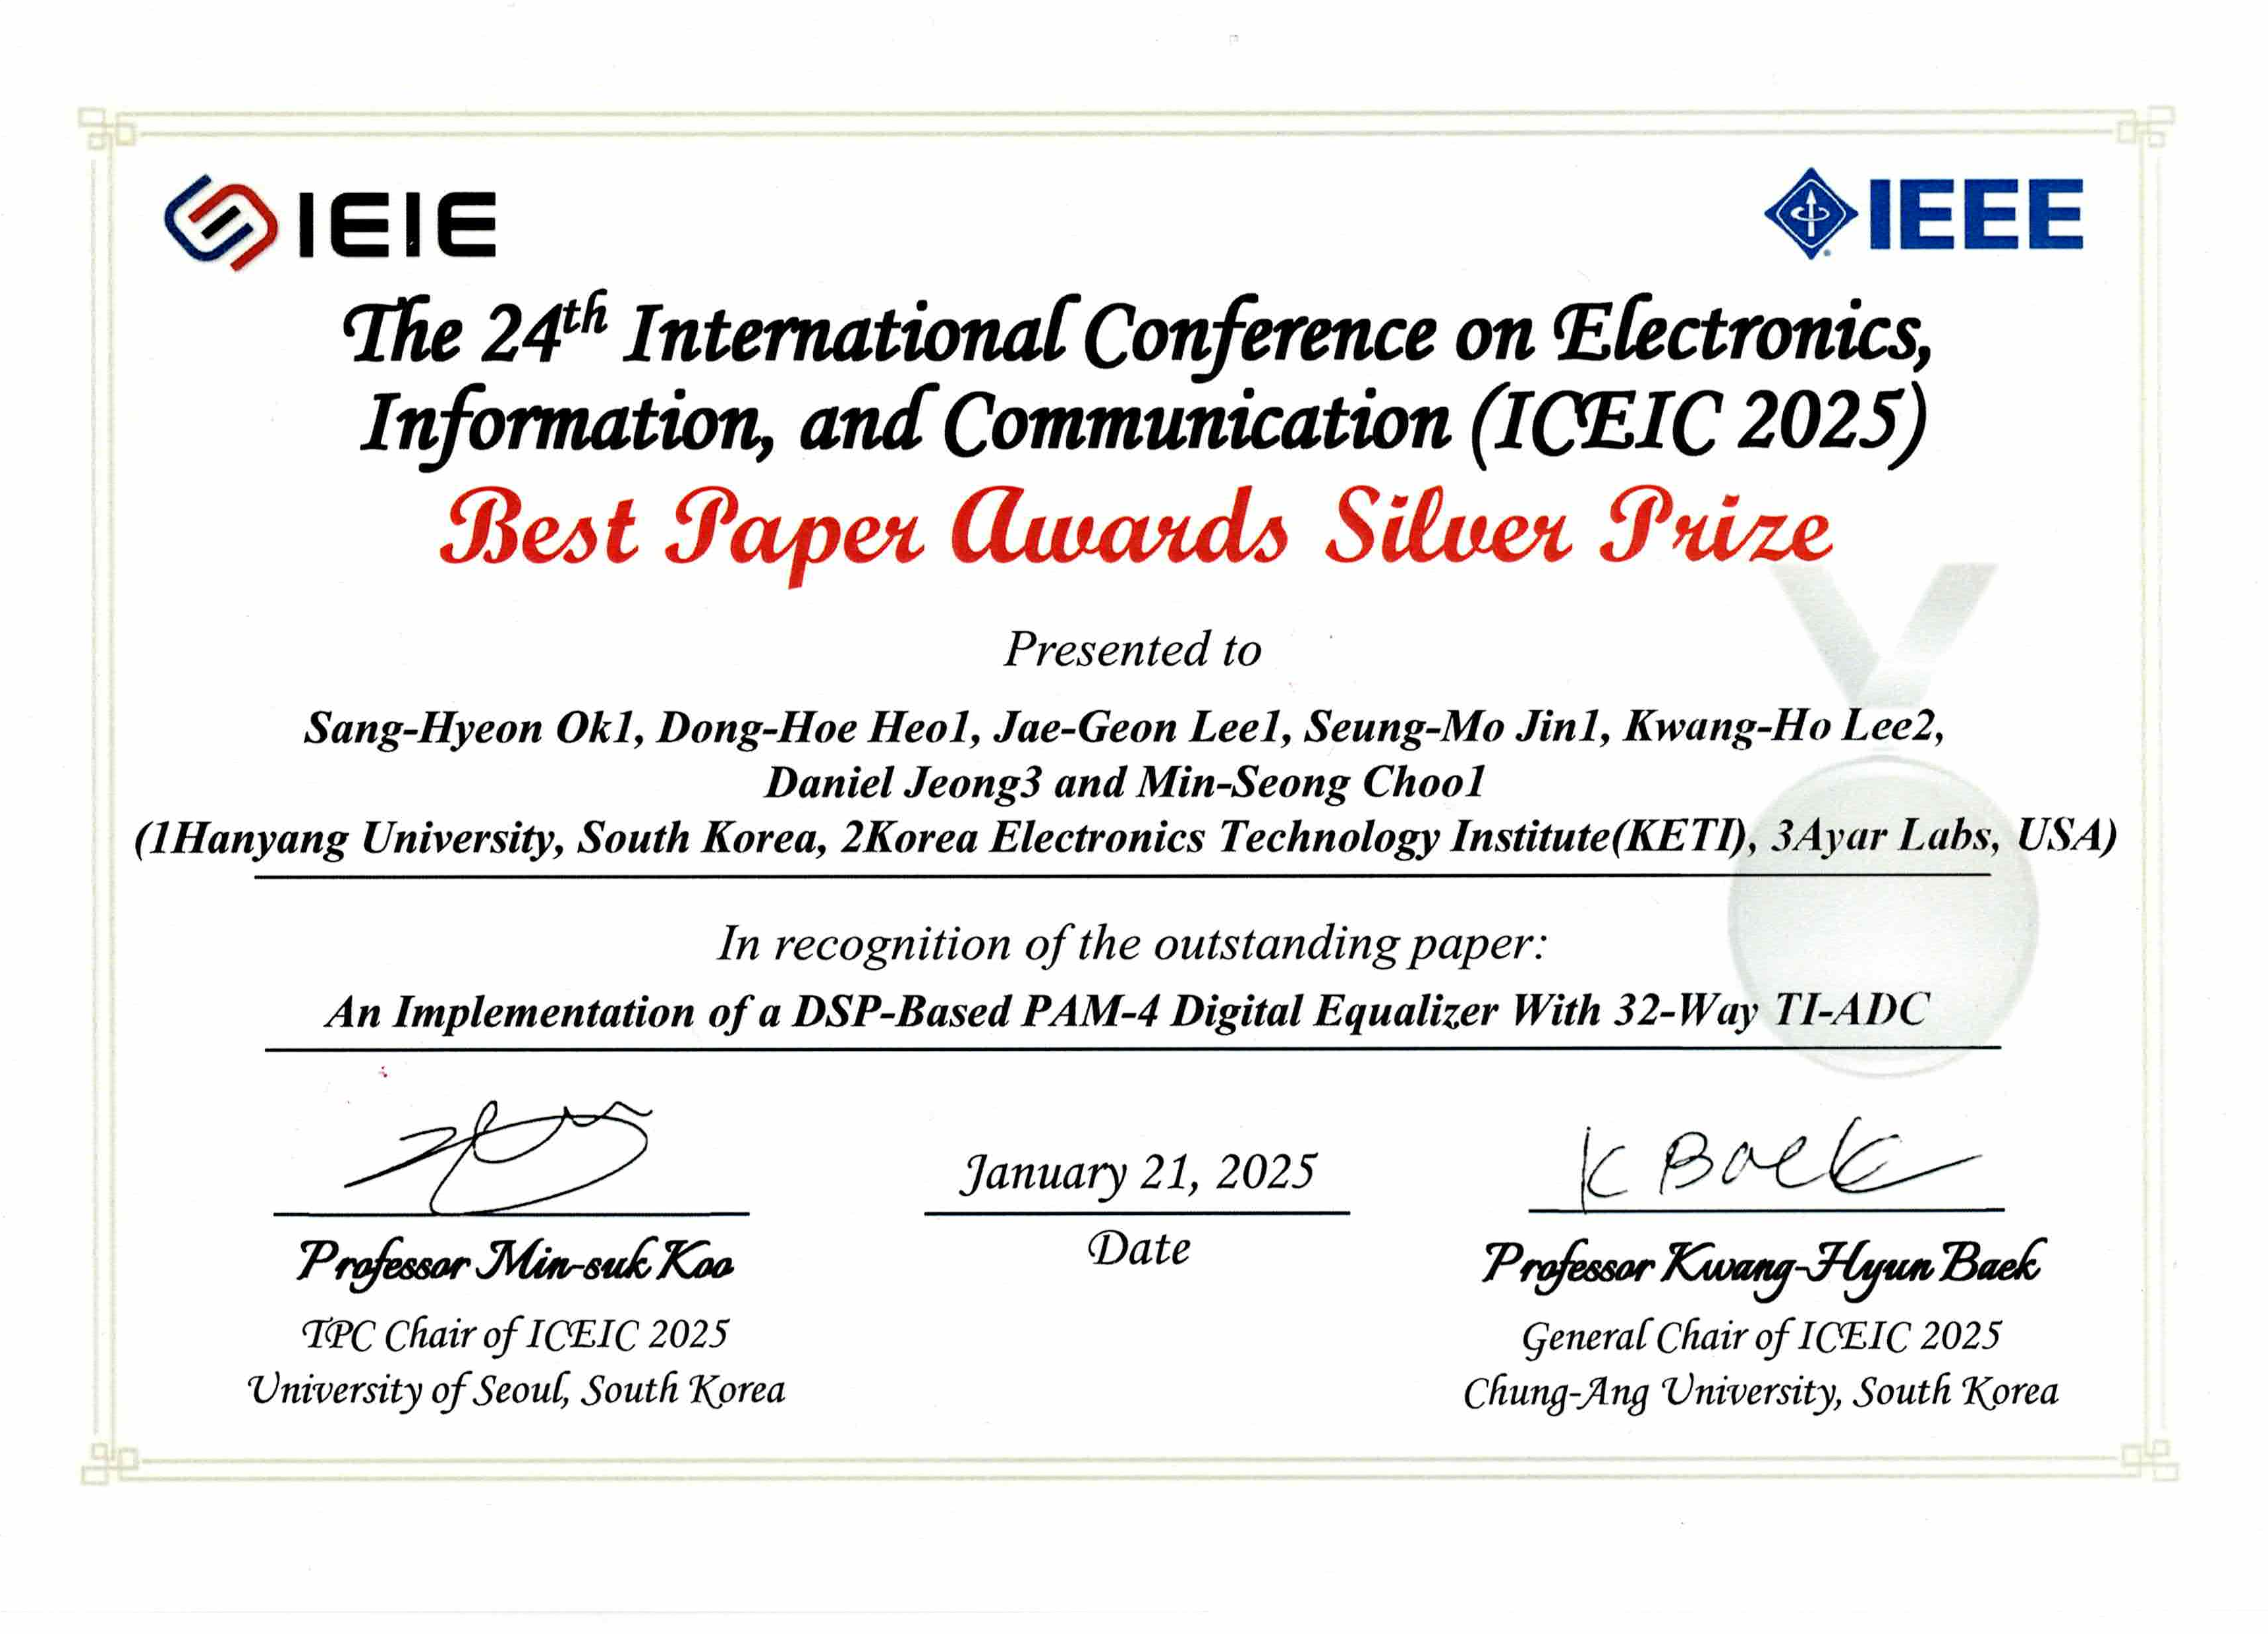 IEIE
IEEE
The 24th International Conference on Electronics,
Information, and Communication (ICEIC 2025)
Best Paper Awards Silver Prize
Presented to
Sang-Hyeon Ok1, Dong-Hoe Heo1, Jae-Geon Lee1, Seung-Mo Jin1, Kwang-Ho Lee2,
Daniel Jeong3 and Min-Seong Choo1
(1Hanyang University, South Korea, 2Korea Electronics Technology Institute(KETI), 3Ayar Labs, USA)
In recognition of the outstanding paper:
An Implementation of a DSP-Based PAM-4 Digital Equalizer With 32-Way TI-ADC
January 21, 2025
K Baek
Professor Min-suk Koo
Date
Professor Kwang-Hyun Baek
TPC Chair of ICEIC 2025
General Chair of ICEIC 2025
University of Seoul, South Korea
Chung-Ang University, South Korea